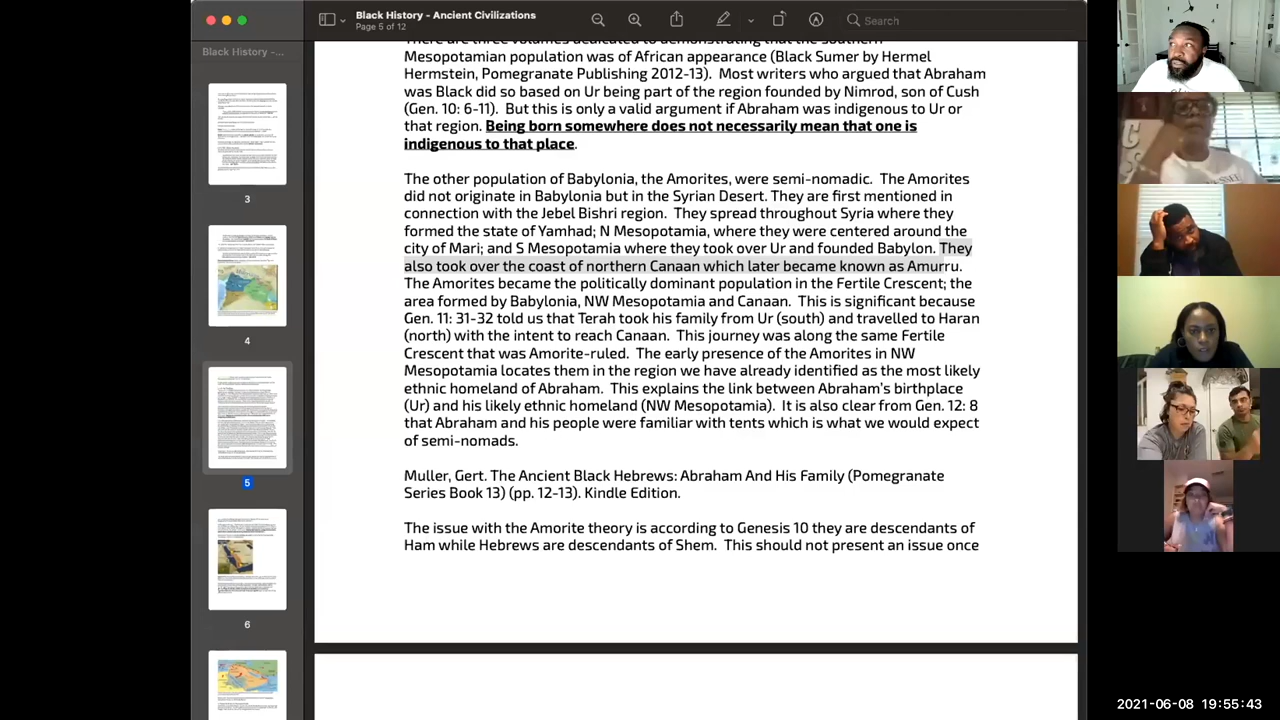 Black History - Ancient Civilizations
Page 5 of 12
Search
Black History -...
3
4
5
6
There are three volumes dedicated to demonstrating that the southern
Mesopotamian population was of African appearance (Black Sumer by Hermel
Hermstein, Pomegranate Publishing 2012-13). Most writers who argued that Abraham
was Black did so based on Ur being part of the region founded by Nimrod, son of Cush
(Gen. 10: 6-11). But this is only a valid argument if Abraham was indigenous to Ur or
that region. Being born somewhere does not necessarily mean that one is
indigenous to that place.
The other population of Babylonia, the Amorites, were semi-nomadic. The Amorites
did not originate in Babylonia but in the Syrian Desert. They are first mentioned in
connection with the Jebel Bishri region. They spread throughout Syria where they
formed the state of Yamhad; N Mesopotamia, where they were centered around the
city of Mari; and S Mesopotamia where they took over Ur and founded Babylon. They
also took over the coast of northern Canaan which later became known as Amurru.
The Amorites became the politically dominant population in the Fertile Crescent; the
area formed by Babylonia, NW Mesopotamia and Canaan. This is significant because
Gen. 11: 31-32 told us that Terah took his family from Ur (south) and travelled to Haran
(north) with the intent to reach Canaan. This journey was along the same Fertile
Crescent that was Amorite-ruled. The early presence of the Amorites in NW
Mesopotamia locates them in the region we have already identified as the most likely
ethnic homeland of Abraham. This explains the link between Abraham's birthplace
(Ur) and his likely ethnic homeland (NW Mesopotamia). It is also clear from Gen. 12: 8
that Abraham and his people were familiar with tents which is what we would expect
of semi-nomads.
Muller, Gert. The Ancient Black Hebrews: Abraham And His Family (Pomegranate
Series Book 13) (pp. 12-13). Kindle Edition.
The issue with the Amorite theory is according to Genesis 10 they are descendants of
Ham while Hebrews are descendants of Shem. This should not present an issue once
2021-06-08 19:55:43